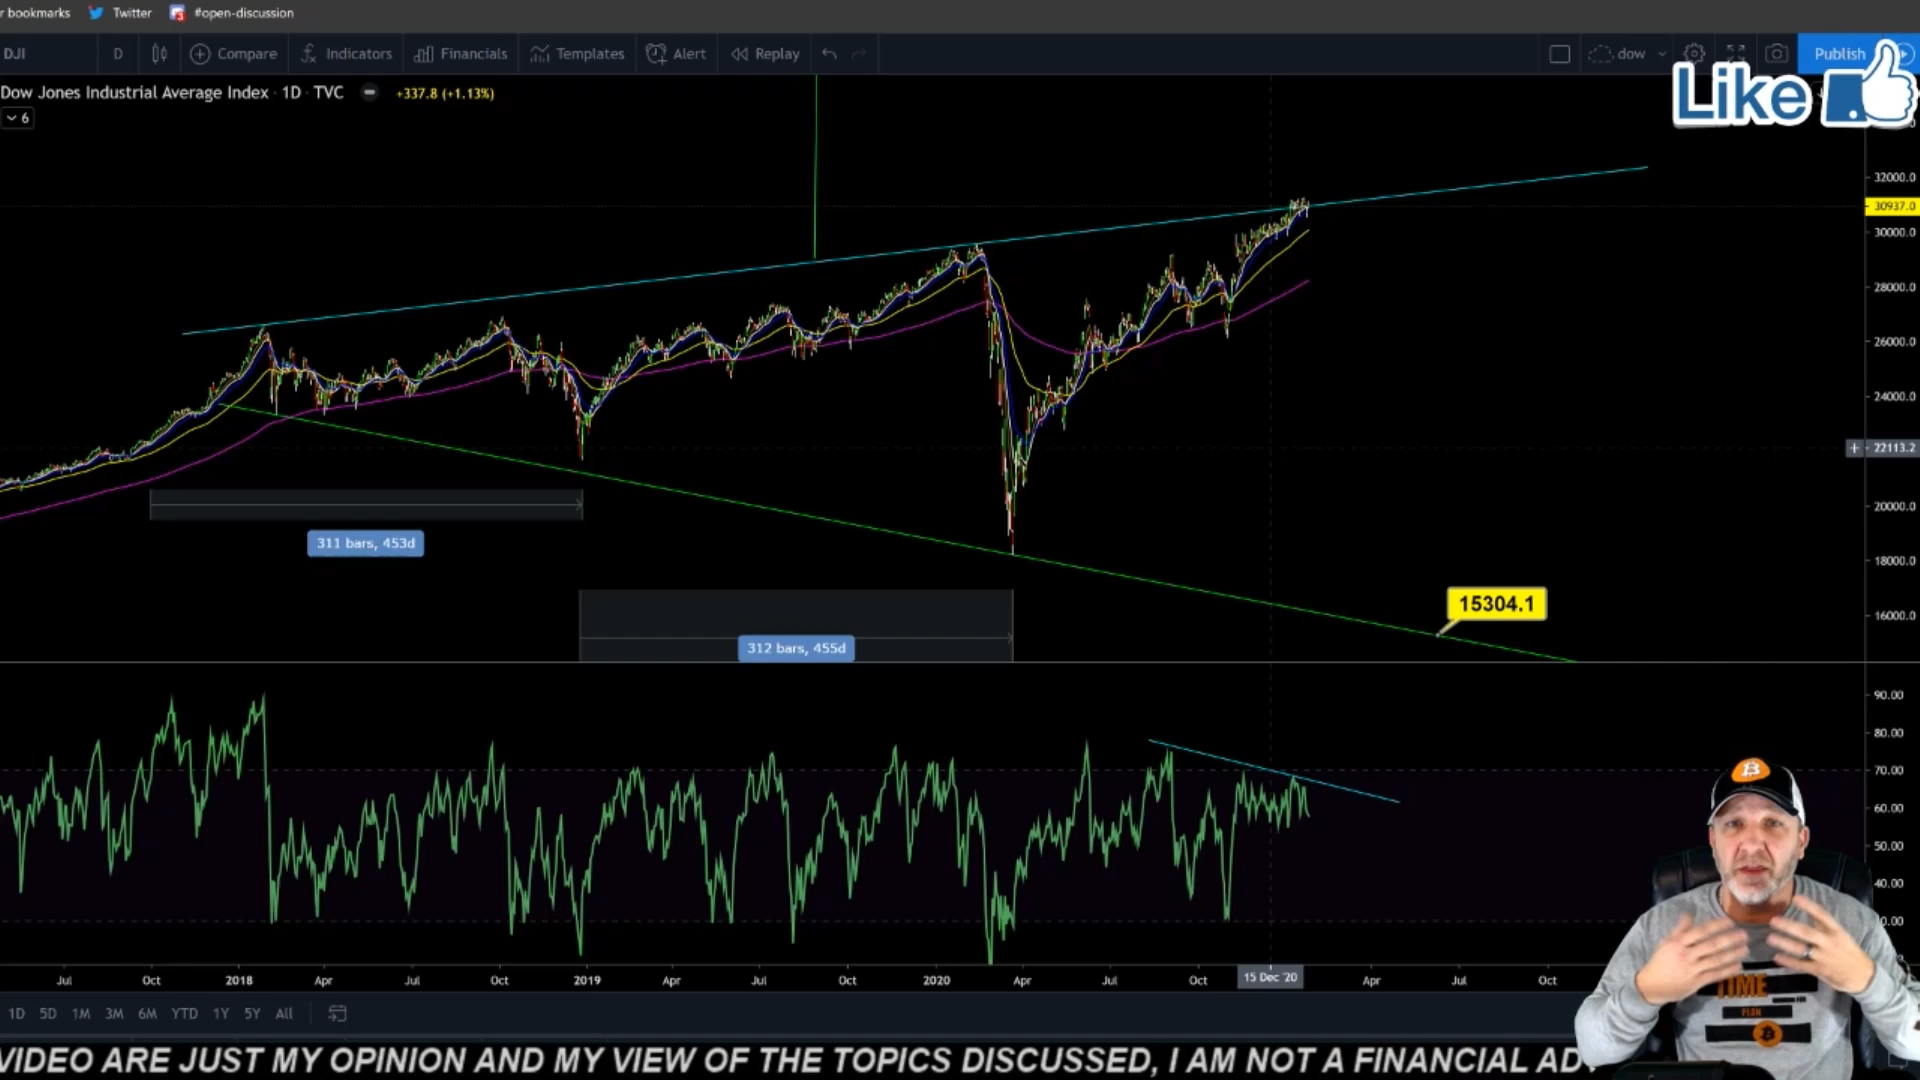 r bookmarks Twitter #open-discussion
DJI D Compare Indicators Financials Templates Alert Replay dow Publish
Like
Dow Jones Industrial Average Index · 1D · TVC +337.8 (+1.13%)
6
32000.0
30937.0
30000.0
28000.0
26000.0
24000.0
22113.2
20000.0
311 bars, 453d
18000.0
15304.1
16000.0
312 bars, 455d
90.00
80.00
70.00
60.00
50.00
40.00
0.00
Jul Oct 2018 Apr Jul Oct 2019 Apr Jul Oct 2020 Apr Jul Oct 15 Dec '20 Apr Jul Oct
TIME
PLAN
1D 5D 1M 3M 6M YTD 1Y 5Y All
VIDEO ARE JUST MY OPINION AND MY VIEW OF THE TOPICS DISCUSSED, I AM NOT A FINANCIAL AD